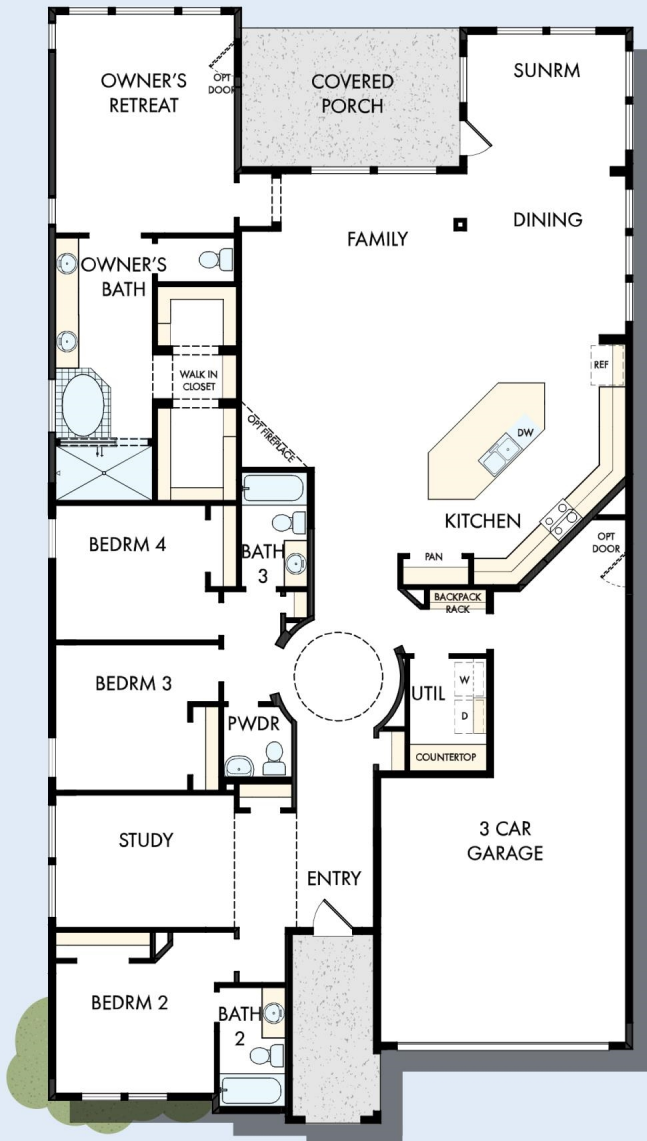 OWNER'S
RETREAT
OPT
DOOR
COVERED
PORCH
SUNRM
FAMILY
DINING
OWNER'S
BATH
WALK IN
CLOSET
REF
OPT FIREPLACE
DW
KITCHEN
OPT
DOOR
BEDRM 4
BATH
3
PAN
BACKPACK
RACK
BEDRM 3
UTIL
W
D
PWDR
COUNTERTOP
STUDY
3 CAR
GARAGE
ENTRY
BEDRM 2
BATH
2